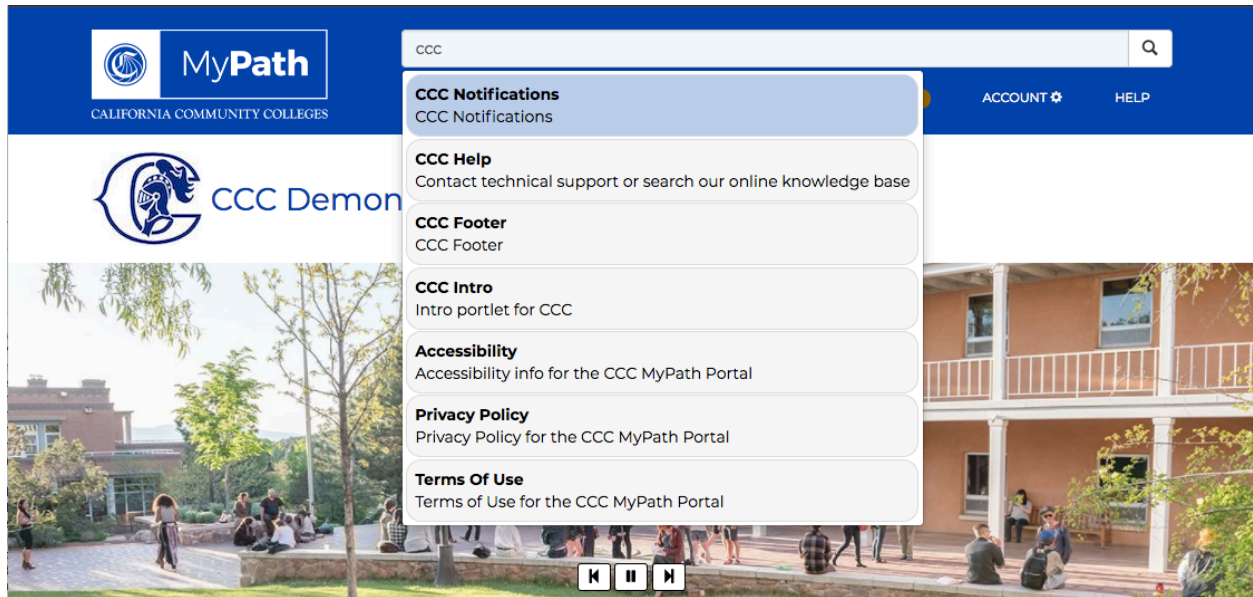 MyPath
CALIFORNIA COMMUNITY COLLEGES
ccc
ACCOUNT
HELP
CCC Demon
CCC Notifications
CCC Notifications
CCC Help
Contact technical support or search our online knowledge base
CCC Footer
CCC Footer
CCC Intro
Intro portlet for CCC
Accessibility
Accessibility info for the CCC MyPath Portal
Privacy Policy
Privacy Policy for the CCC MyPath Portal
Terms Of Use
Terms of Use for the CCC MyPath Portal